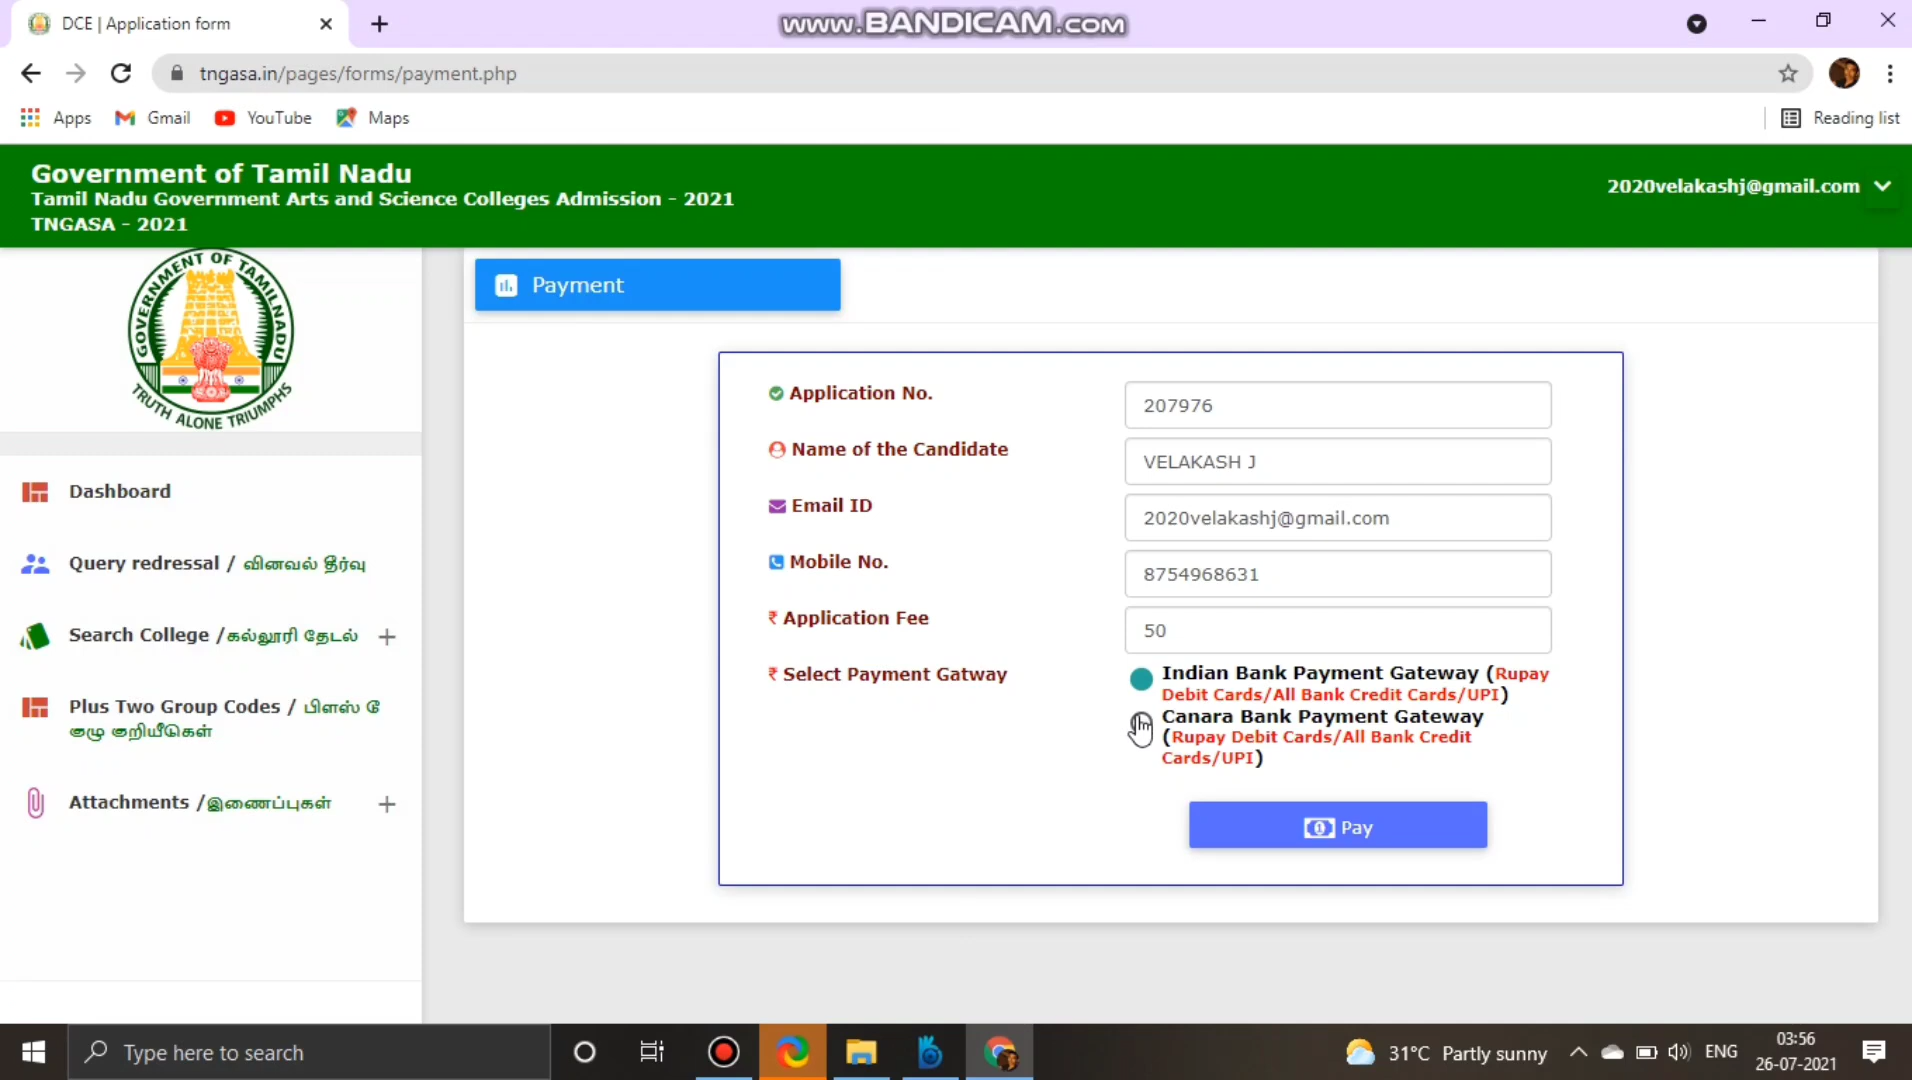 DCE | Application form
www.BANDICAM.com
tngasa.in/pages/forms/payment.php
Apps
Gmail
YouTube
Maps
Reading list
Government of Tamil Nadu
Tamil Nadu Government Arts and Science Colleges Admission - 2021
TNGASA - 2021
2020velakashj@gmail.com
GOVERNMENT OF TAMILNADU
TRUTH ALONE TRIUMPHS
Dashboard
Query redressal / வினவல் தீர்வு
Search College /கல்லூரி தேடல்
Plus Two Group Codes / பிளஸ் டூ
குழு குறியீடுகள்
Attachments /இணைப்புகள்
Payment
Application No.
207976
Name of the Candidate
VELAKASH J
Email ID
2020velakashj@gmail.com
Mobile No.
8754968631
₹ Application Fee
50
₹ Select Payment Gatway
Indian Bank Payment Gateway (Rupay
Debit Cards/All Bank Credit Cards/UPI)
Canara Bank Payment Gateway
(Rupay Debit Cards/All Bank Credit
Cards/UPI)
Pay
Type here to search
31°C Partly sunny
ENG
03:56
26-07-2021